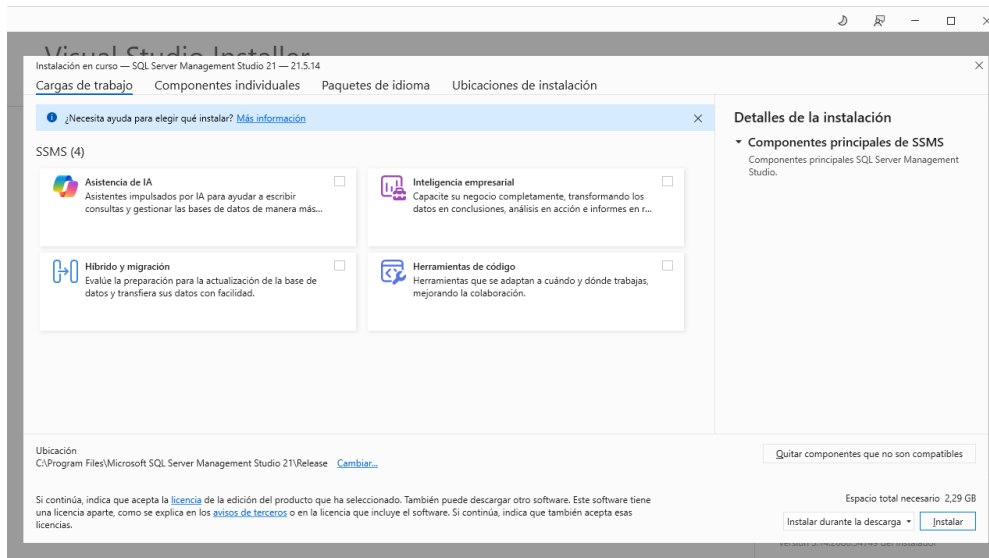 Visual Studio Installer
Instalación en curso — SQL Server Management Studio 21 — 21.5.14
Cargas de trabajo Componentes individuales Paquetes de idioma Ubicaciones de instalación
¿Necesita ayuda para elegir qué instalar? Más información
SSMS (4)
Asistencia de IA
Asistentes impulsados por IA para ayudar a escribir
consultas y gestionar las bases de datos de manera más...
Inteligencia empresarial
Capacite su negocio completamente, transformando los
datos en conclusiones, análisis en acción e informes en r...
Híbrido y migración
Evalúe la preparación para la actualización de la base de
datos y transfiera sus datos con facilidad.
Herramientas de código
Herramientas que se adaptan a cuándo y dónde trabajas,
mejorando la colaboración.
Detalles de la instalación
Componentes principales de SSMS
Componentes principales SQL Server Management
Studio.
Ubicación
C:\Program Files\Microsoft SQL Server Management Studio 21\Release Cambiar...
Quitar componentes que no son compatibles
Si continúa, indica que acepta la licencia de la edición del producto que ha seleccionado. También puede descargar otro software. Este software tiene
una licencia aparte, como se explica en los avisos de terceros o en la licencia que incluye el software. Si continúa, indica que también acepta esas
licencias.
Espacio total necesario 2,29 GB
Instalar durante la descarga Instalar